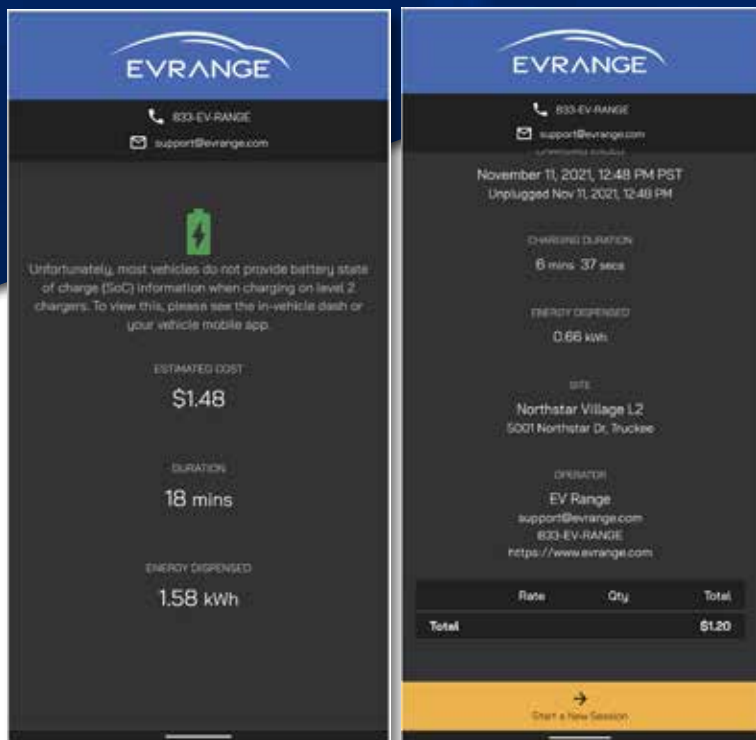 EVRANGE
833-EV-RANGE
support@evrange.com
Unfortunately, most vehicles do not provide battery state
of charge (SoC) information when charging on level 2
chargers. To view this, please see the in-vehicle dash or
your vehicle mobile app.
ESTIMATED COST
$1.48
DURATION
18 mins
ENERGY DISPENSED
1.58 kWh
EVRANGE
833-EV-RANGE
support@evrange.com
CHARGING ENDED
November 11, 2021, 12:48 PM PST
Unplugged Nov 11, 2021, 12:48 PM
CHARGING DURATION
6 mins 37 secs
ENERGY DISPENSED
0.66 kWh
SITE
Northstar Village L2
5001 Northstar Dr, Truckee
OPERATOR
EV Range
support@evrange.com
833-EV-RANGE
https://www.evrange.com
Rate Qty Total
Total $1.20
Start a New Session